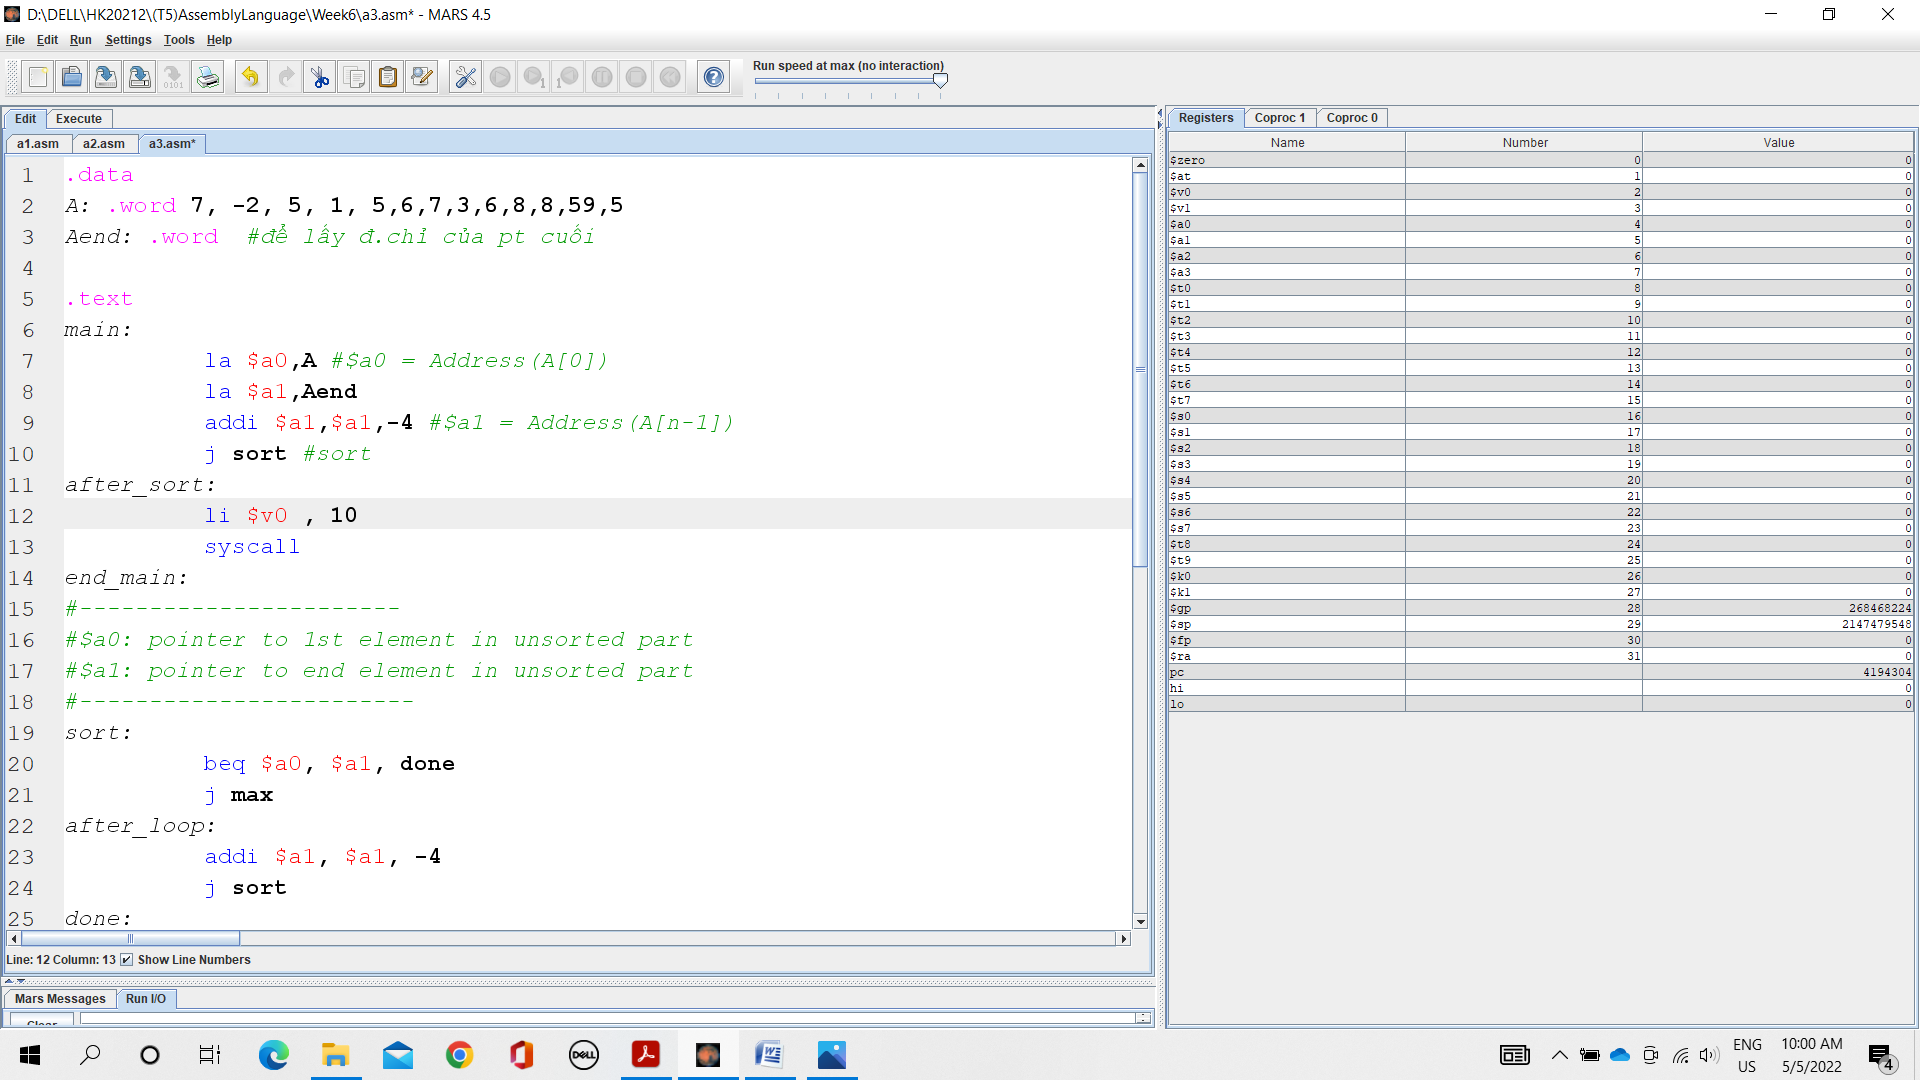 D:\DELL\HK20212\(T5)AssemblyLanguage\Week6\a3.asm* - MARS 4.5
File Edit Run Settings Tools Help
Run speed at max (no interaction)
Edit Execute
a1.asm a2.asm a3.asm*
1 .data
2 A: .word 7, -2, 5, 1, 5,6,7,3,6,8,8,59,5
3 Aend: .word #để lấy đ.chỉ của pt cuối
4
5 .text
6 main:
7 la $a0,A #$a0 = Address(A[0])
8 la $a1,Aend
9 addi $a1,$a1,-4 #$a1 = Address(A[n-1])
10 j sort #sort
11 after_sort:
12 li $v0 , 10
13 syscall
14 end_main:
15 #-----------------------
16 #$a0: pointer to 1st element in unsorted part
17 #$a1: pointer to end element in unsorted part
18 #------------------------
19 sort:
20 beq $a0, $a1, done
21 j max
22 after_loop:
23 addi $a1, $a1, -4
24 j sort
25 done:
Line: 12 Column: 13 Show Line Numbers
Mars Messages Run I/O
Clear
Registers Coproc 1 Coproc 0
Name Number Value
$zero 0 0
$at 1 0
$v0 2 0
$v1 3 0
$a0 4 0
$a1 5 0
$a2 6 0
$a3 7 0
$t0 8 0
$t1 9 0
$t2 10 0
$t3 11 0
$t4 12 0
$t5 13 0
$t6 14 0
$t7 15 0
$s0 16 0
$s1 17 0
$s2 18 0
$s3 19 0
$s4 20 0
$s5 21 0
$s6 22 0
$s7 23 0
$t8 24 0
$t9 25 0
$k0 26 0
$k1 27 0
$gp 28 268468224
$sp 29 2147479548
$fp 30 0
$ra 31 0
pc 4194304
hi 0
lo 0
DELL
ENG
US
10:00 AM
5/5/2022
4